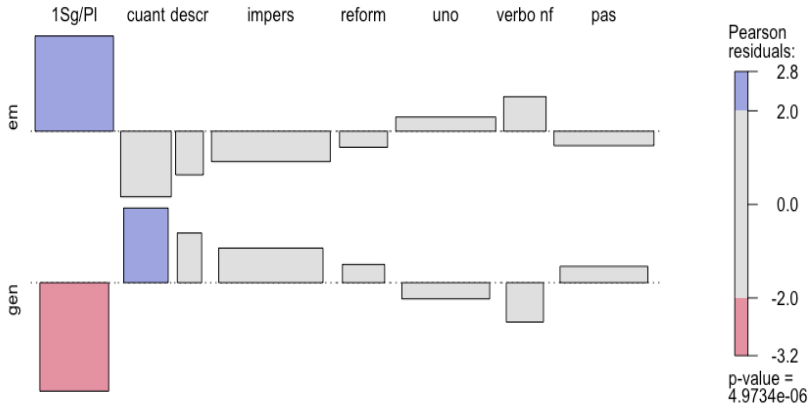 1Sg/Pl cuant descr impers reform uno verbo nf pas
em
gen
Pearson
residuals:
2.8
2.0
0.0
-2.0
-3.2
p-value =
4.9734e-06